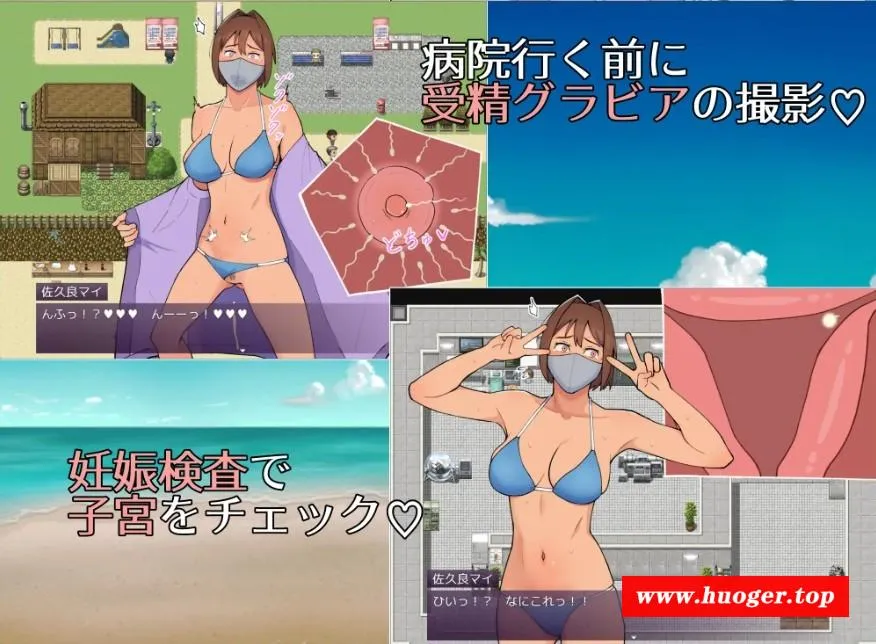 病院行く前に
受精グラビアの撮影♡
ゾクゾクッ
どちゅ
佐久良マイ
んふっ！？♥♥♥　んーーっ！♥♥♥
妊娠検査で
子宮をチェック♡
佐久良マイ
ひいっ！？　なにこれっ！！
www.huoger.top